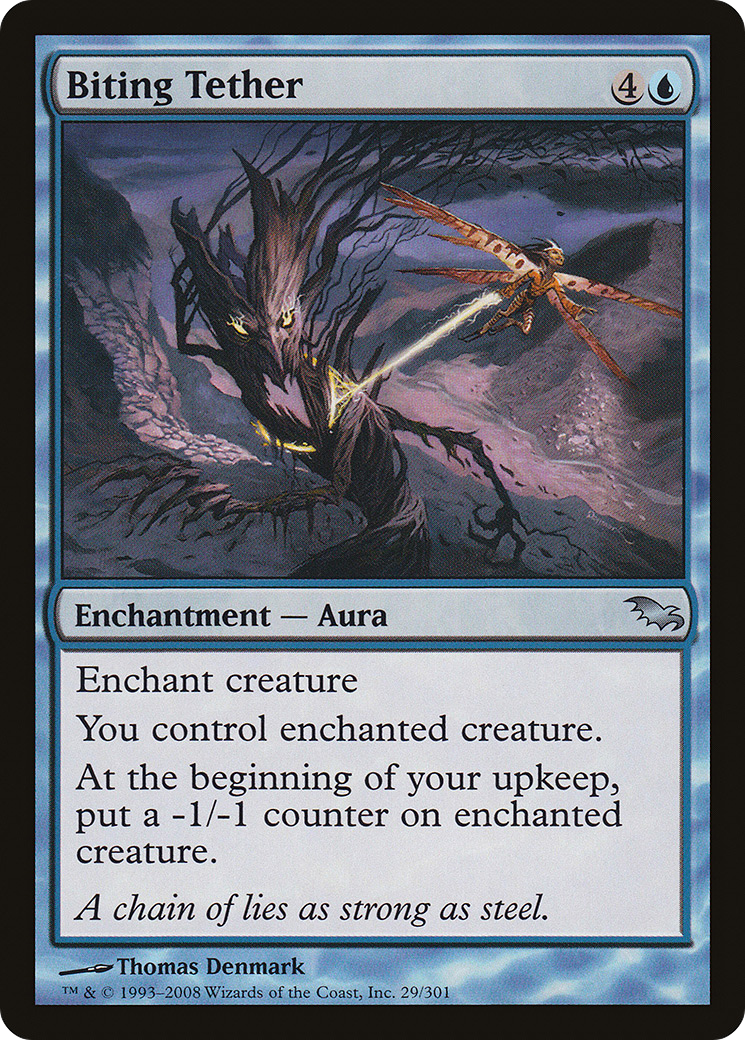 Biting Tether 4
Enchantment — Aura
Enchant creature
You control enchanted creature.
At the beginning of your upkeep,
put a -1/-1 counter on enchanted
creature.
A chain of lies as strong as steel.
Thomas Denmark
™ & © 1993–2008 Wizards of the Coast, Inc. 29/301